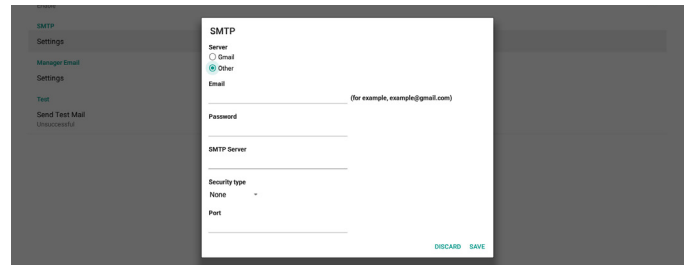 Enable
SMTP
Settings
Manager Email
Settings
Test
Send Test Mail
Unsuccessful
SMTP
Server
Gmail
Other
Email
(for example, example@gmail.com)
Password
SMTP Server
Security type
None
Port
DISCARD SAVE